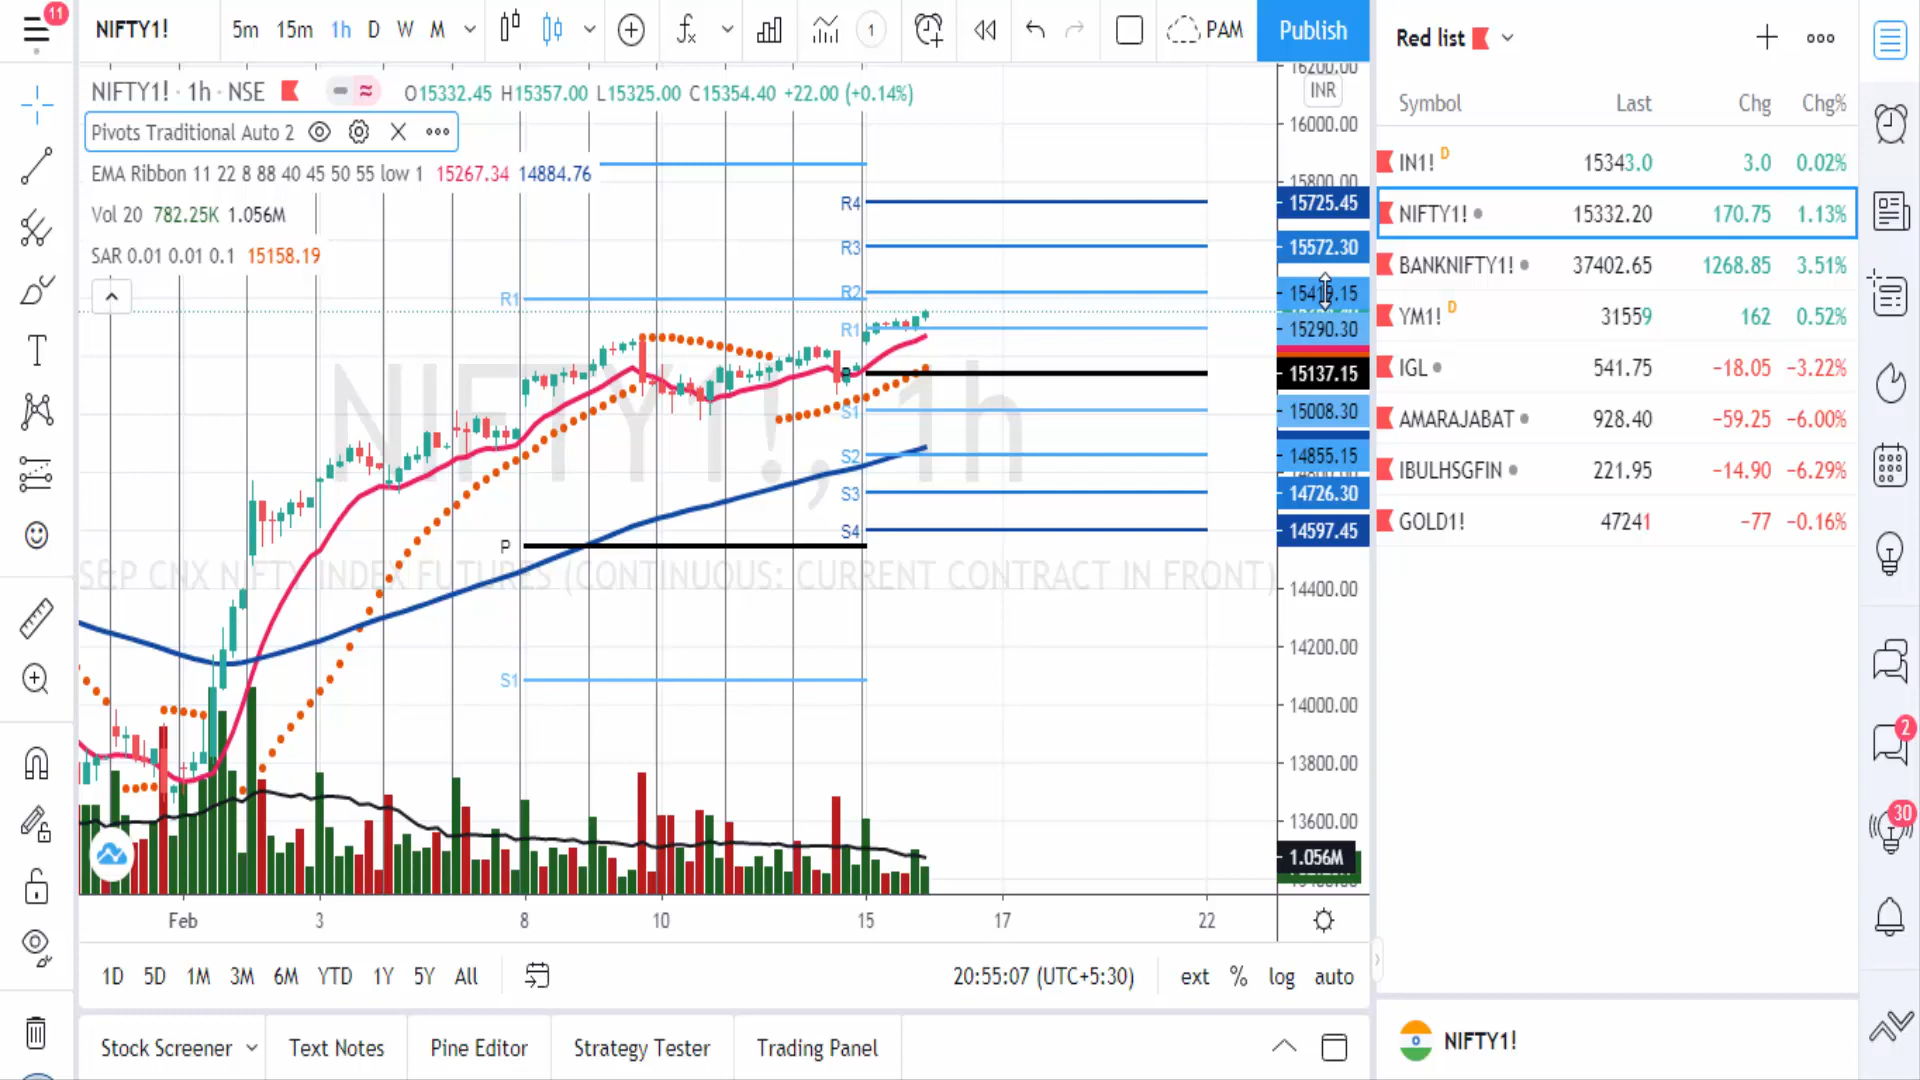 11
NIFTY1!
5m 15m 1h D W M
1
PAM
Publish
NIFTY1! · 1h · NSE
O15332.45 H15357.00 L15325.00 C15354.40 +22.00 (+0.14%)
Pivots Traditional Auto 2
EMA Ribbon 11 22 8 88 40 45 50 55 low 1 15267.34 14884.76
Vol 20 782.25K 1.056M
SAR 0.01 0.01 0.1 15158.19
INR
16200.00
16000.00
15800.00
15725.45
15572.30
15290.30
15137.15
15008.30
14855.15
14726.30
14597.45
14400.00
14200.00
14000.00
13800.00
13600.00
1.056M
R4
R3
R2
R1
R1
S1
S2
S3
S4
P
S1
NIFTY1!, 1h
S&P CNX NIFTY INDEX FUTURES (CONTINUOUS: CURRENT CONTRACT IN FRONT)
Feb 3 8 10 15 17 22
1D 5D 1M 3M 6M YTD 1Y 5Y All
20:55:07 (UTC+5:30)
ext % log auto
Stock Screener
Text Notes
Pine Editor
Strategy Tester
Trading Panel
Red list
Symbol Last Chg Chg%
IN1! D 15343.0 3.0 0.02%
NIFTY1! 15332.20 170.75 1.13%
BANKNIFTY1! 37402.65 1268.85 3.51%
YM1! D 31559 162 0.52%
IGL 541.75 −18.05 −3.22%
AMARAJABAT 928.40 −59.25 −6.00%
IBULHSGFIN 221.95 −14.90 −6.29%
GOLD1! 47241 −77 −0.16%
NIFTY1!
2
30